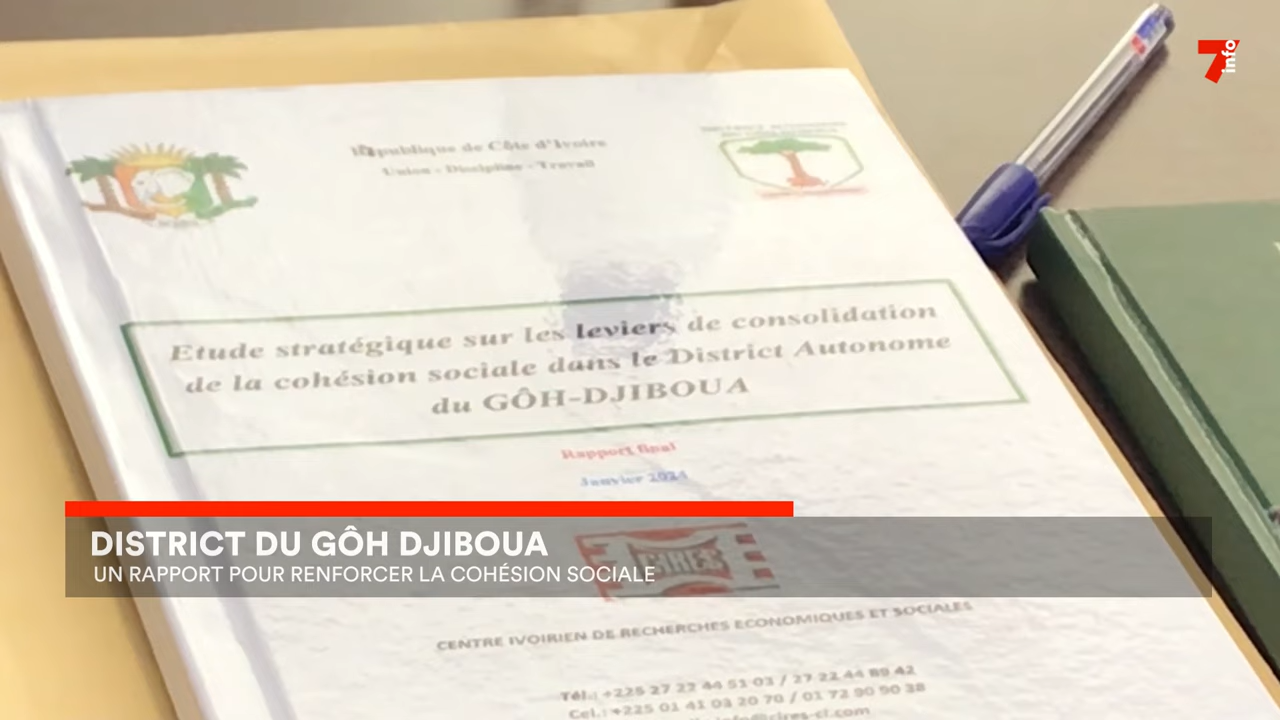 7info
République de Côte d'Ivoire
Union - Discipline - Travail
Etude stratégique sur les leviers de consolidation
de la cohésion sociale dans le District Autonome
du GÔH-DJIBOUA
Rapport final
Janvier 2024
DISTRICT DU GÔH DJIBOUA
UN RAPPORT POUR RENFORCER LA COHÉSION SOCIALE
CIRES
CENTRE IVOIRIEN DE RECHERCHES ECONOMIQUES ET SOCIALES
Tél.: +225 27 22 44 51 03 / 27 22 44 89 42
Cel.: +225 01 41 03 20 70 / 01 72 90 90 38